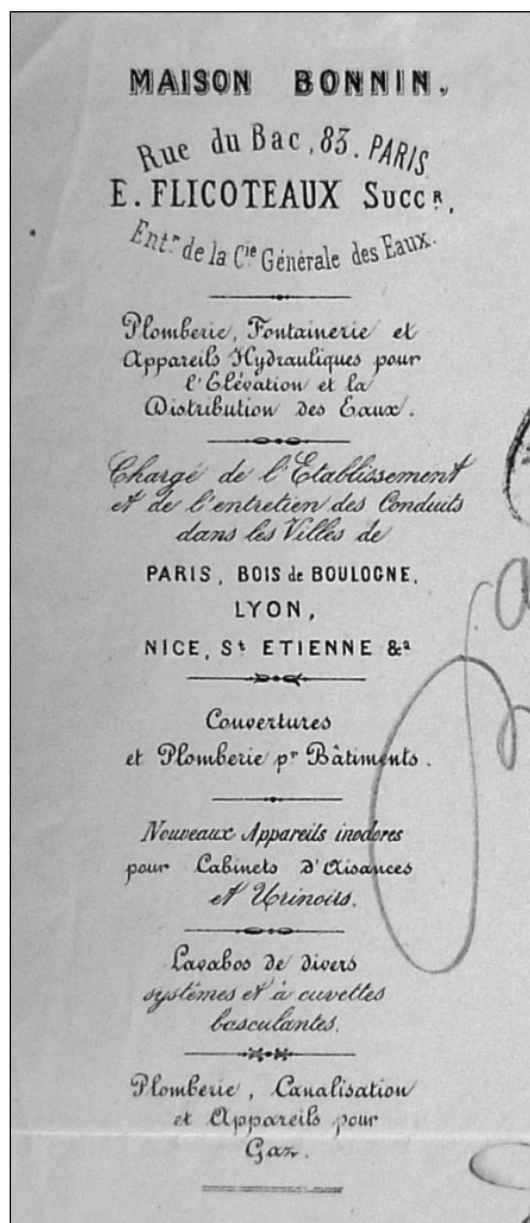 MAISON BONNIN.
Rue du Bac, 83. PARIS
E. FLICOTEAUX SUCCR.
Entr de la Cie Générale des Eaux.
Plomberie, Fontainerie et
Appareils Hydrauliques pour
l'Elévation et la
Distribution des Eaux.
Chargé de l'Etablissement
et de l'entretien des Conduits
dans les Villes de
PARIS, BOIS de BOULOGNE,
LYON,
NICE, St ETIENNE &a
Couvertures
et Plomberie pr Bâtiments.
Nouveaux Appareils inodores
pour Cabinets d'Aisances
et Urinoirs.
Lavabos de divers
systêmes et à cuvettes
basculantes.
Plomberie, Canalisation
et Appareils pour
Gaz.